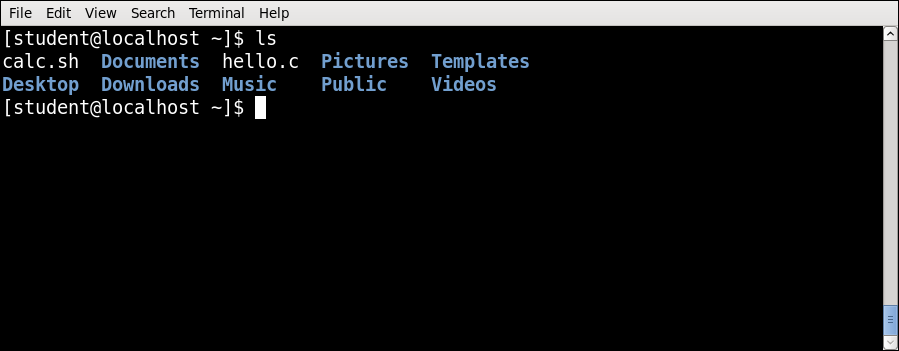 File Edit View Search Terminal Help
[student@localhost ~]$ ls
calc.sh  Documents  hello.c  Pictures  Templates
Desktop  Downloads  Music    Public    Videos
[student@localhost ~]$